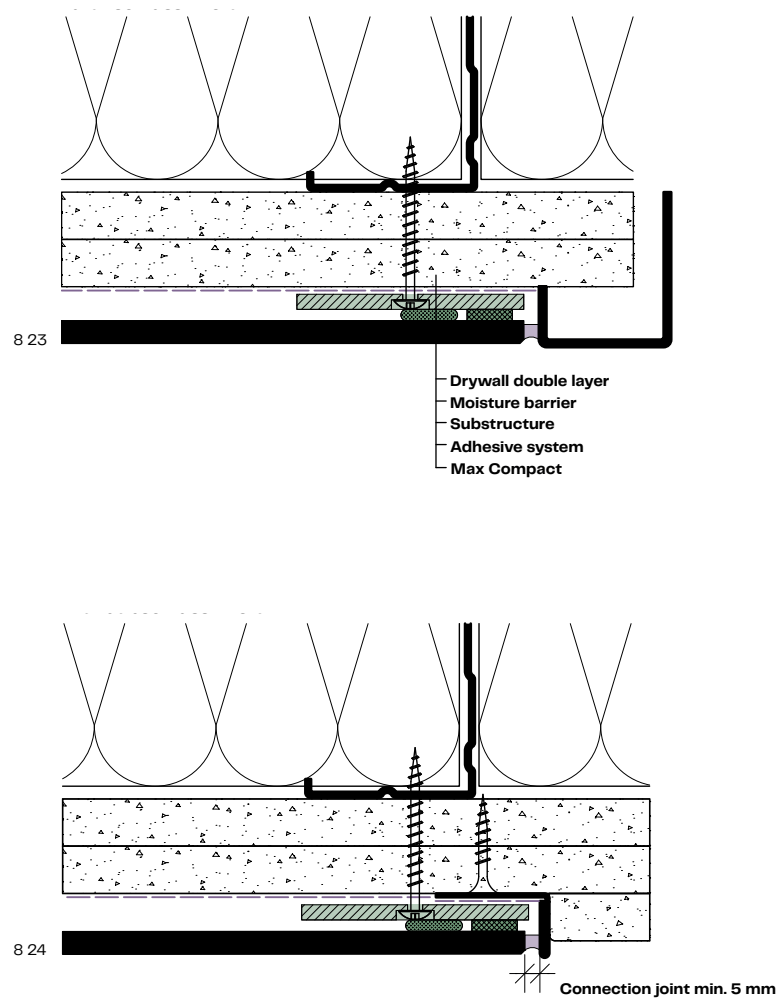 8 23
Drywall double layer
Moisture barrier
Substructure
Adhesive system
Max Compact
8 24
Connection joint min. 5 mm